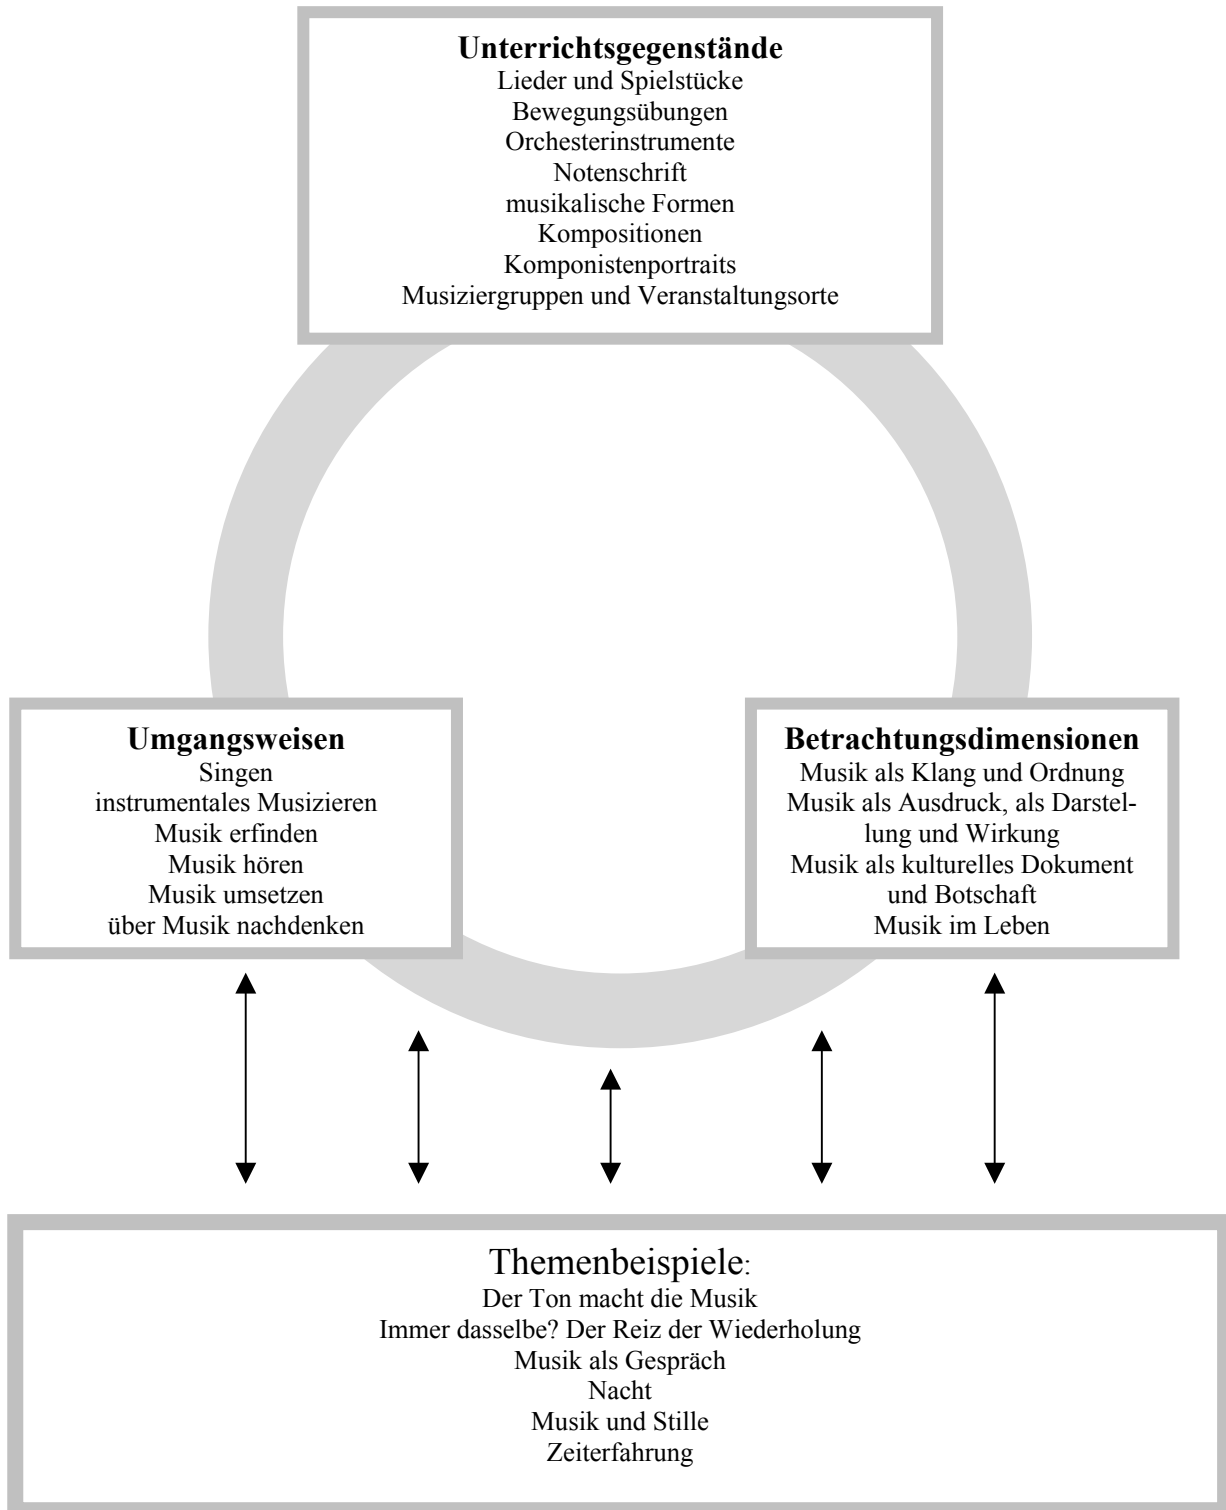 Unterrichtsgegenstände
Lieder und Spielstücke
Bewegungsübungen
Orchesterinstrumente
Notenschrift
musikalische Formen
Kompositionen
Komponistenportraits
Musiziergruppen und Veranstaltungsorte
Umgangsweisen
Singen
instrumentales Musizieren
Musik erfinden
Musik hören
Musik umsetzen
über Musik nachdenken
Betrachtungsdimensionen
Musik als Klang und Ordnung
Musik als Ausdruck, als Darstel-
lung und Wirkung
Musik als kulturelles Dokument
und Botschaft
Musik im Leben
Themenbeispiele:
Der Ton macht die Musik
Immer dasselbe? Der Reiz der Wiederholung
Musik als Gespräch
Nacht
Musik und Stille
Zeiterfahrung